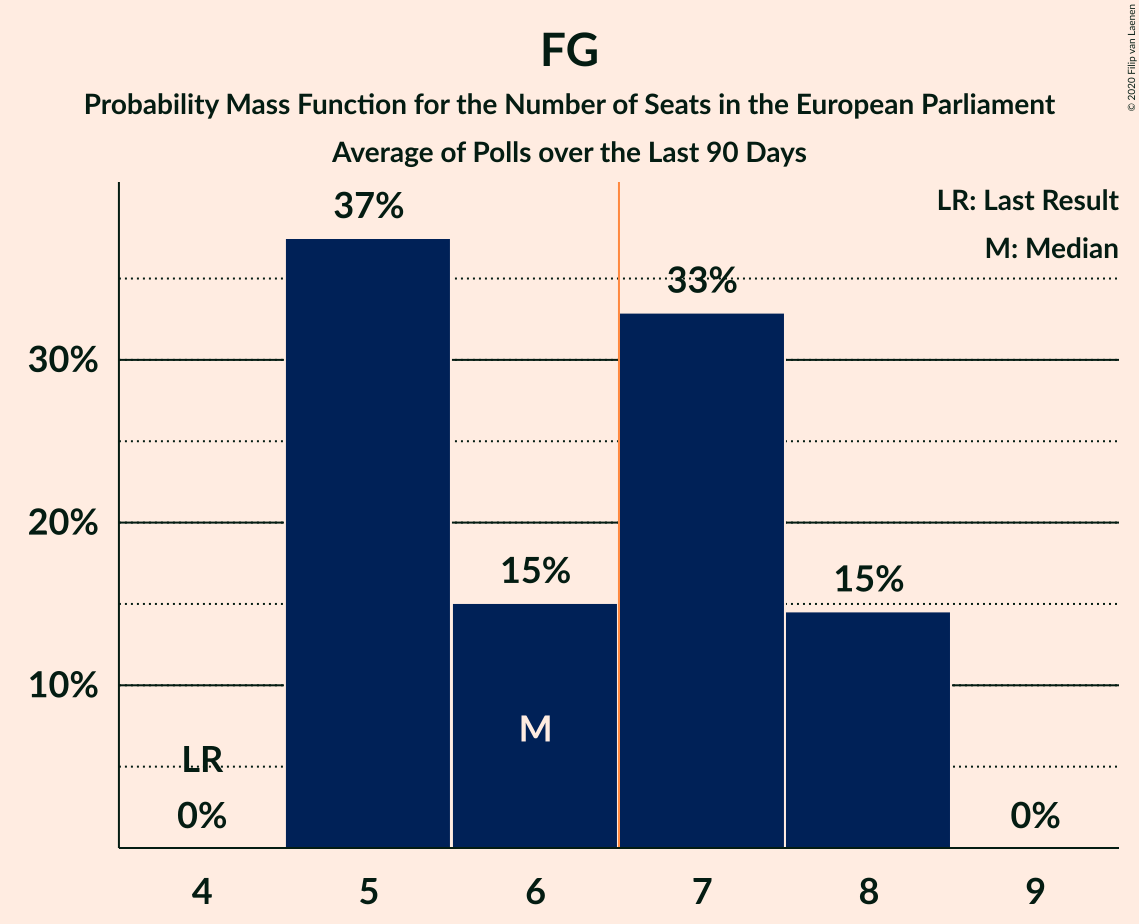 FG
Probability Mass Function for the Number of Seats in the European Parliament
Average of Polls over the Last 90 Days
© 2020 Filip van Laenen
LR: Last Result
M: Median
37%
33%
30%
20%
15%
15%
10%
M
LR
0%
0%
4 5 6 7 8 9